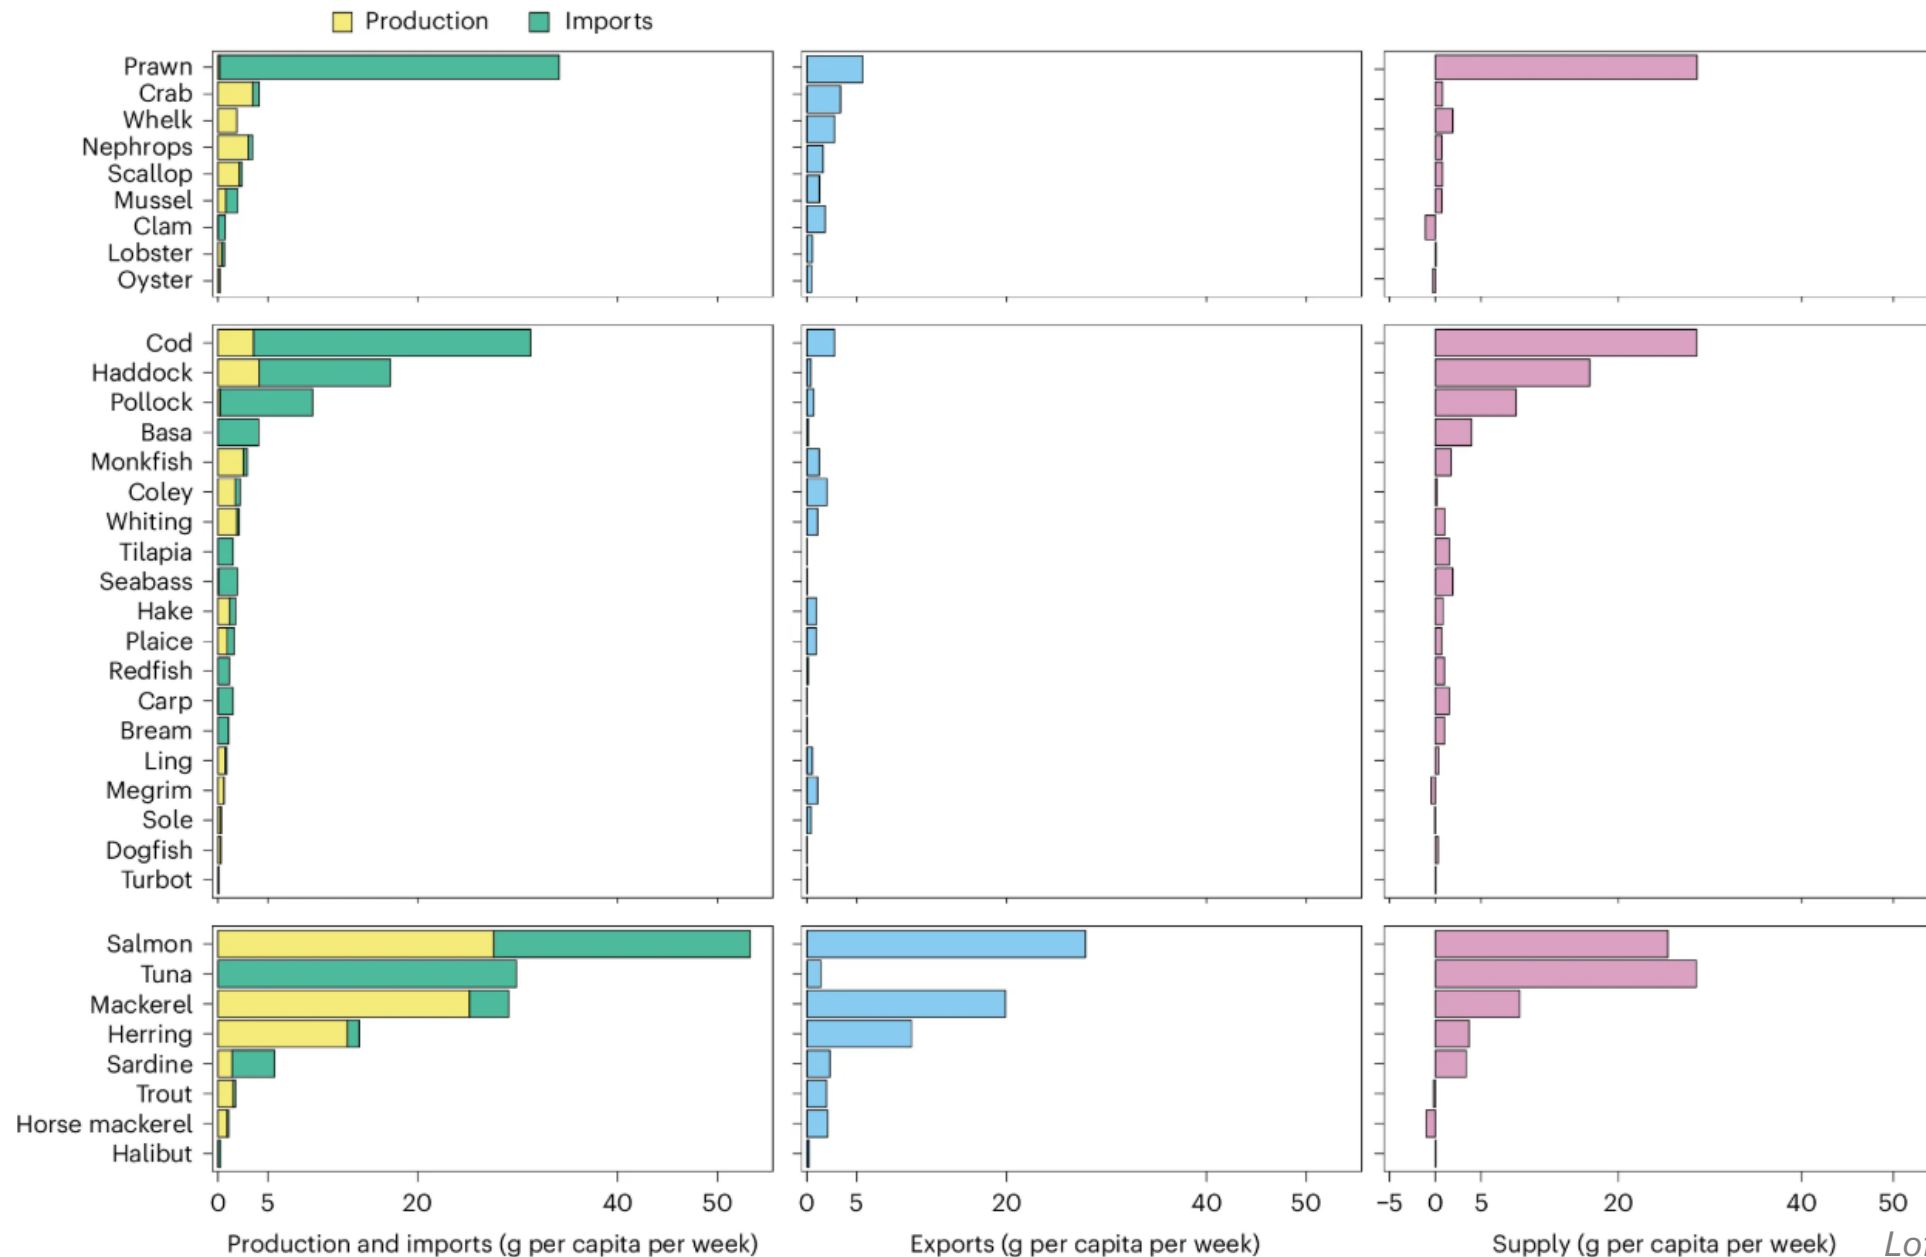 Production Imports
Prawn
Crab
Whelk
Nephrops
Scallop
Mussel
Clam
Lobster
Oyster
Cod
Haddock
Pollock
Basa
Monkfish
Coley
Whiting
Tilapia
Seabass
Hake
Plaice
Redfish
Carp
Bream
Ling
Megrim
Sole
Dogfish
Turbot
Salmon
Tuna
Mackerel
Herring
Sardine
Trout
Horse mackerel
Halibut
0 5 20 40 50 0 5 20 40 50 −5 0 5 20 40 50
Production and imports (g per capita per week) Exports (g per capita per week) Supply (g per capita per week)